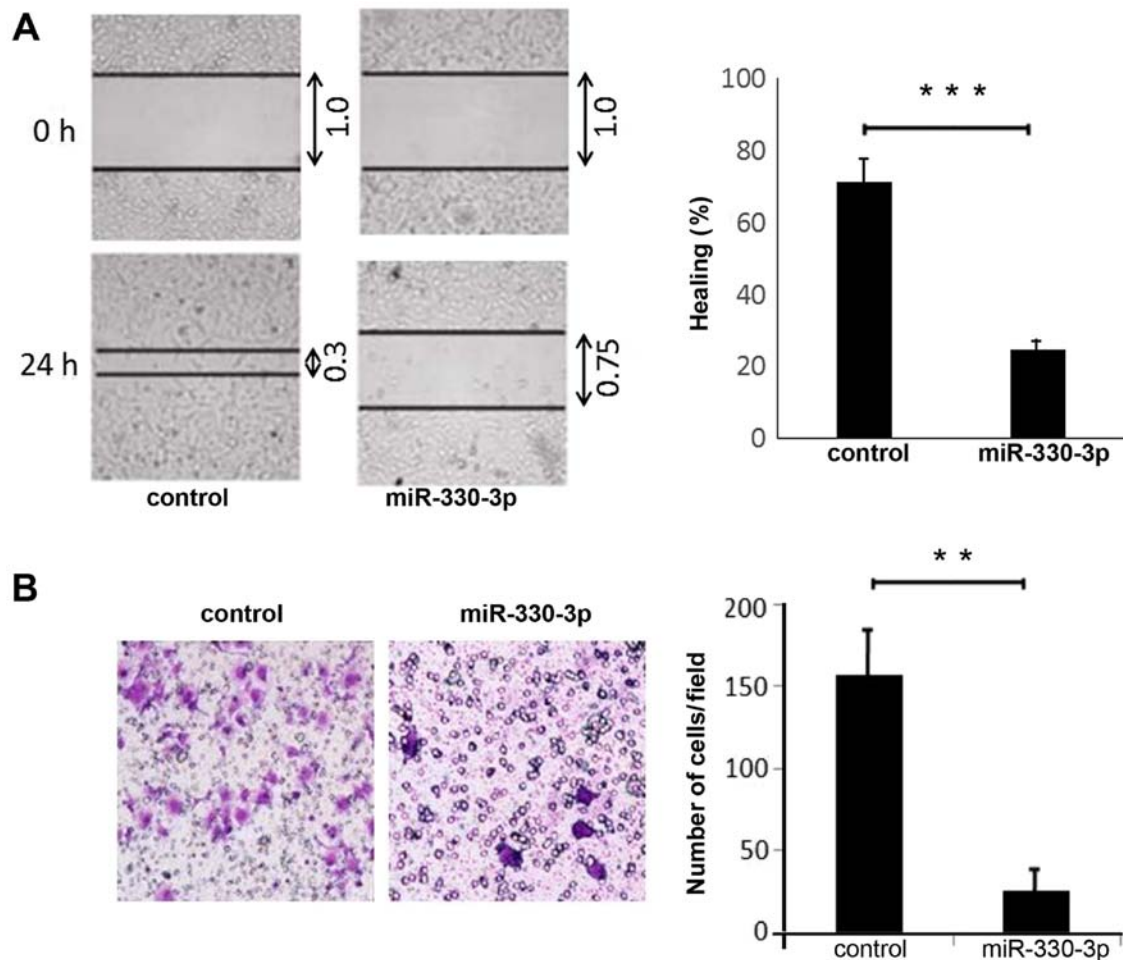 A
0 h
1.0
1.0
24 h
0.3
0.75
control
miR-330-3p
100
80
60
40
20
0
Healing (%)
* * *
control
miR-330-3p
B
control
miR-330-3p
200
150
100
50
0
Number of cells/field
* *
control
miR-330-3p